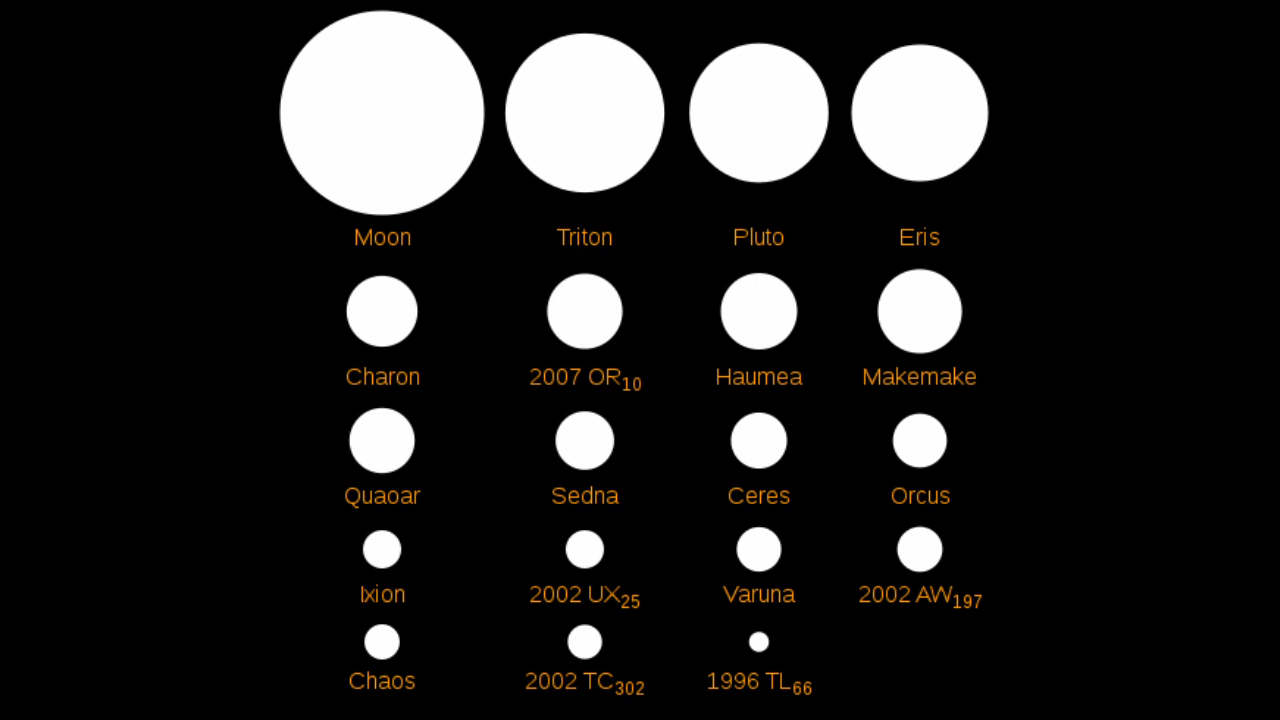 Moon Triton Pluto Eris
Charon 2007 OR₁₀ Haumea Makemake
Quaoar Sedna Ceres Orcus
Ixion 2002 UX₂₅ Varuna 2002 AW₁₉₇
Chaos 2002 TC₃₀₂ 1996 TL₆₆